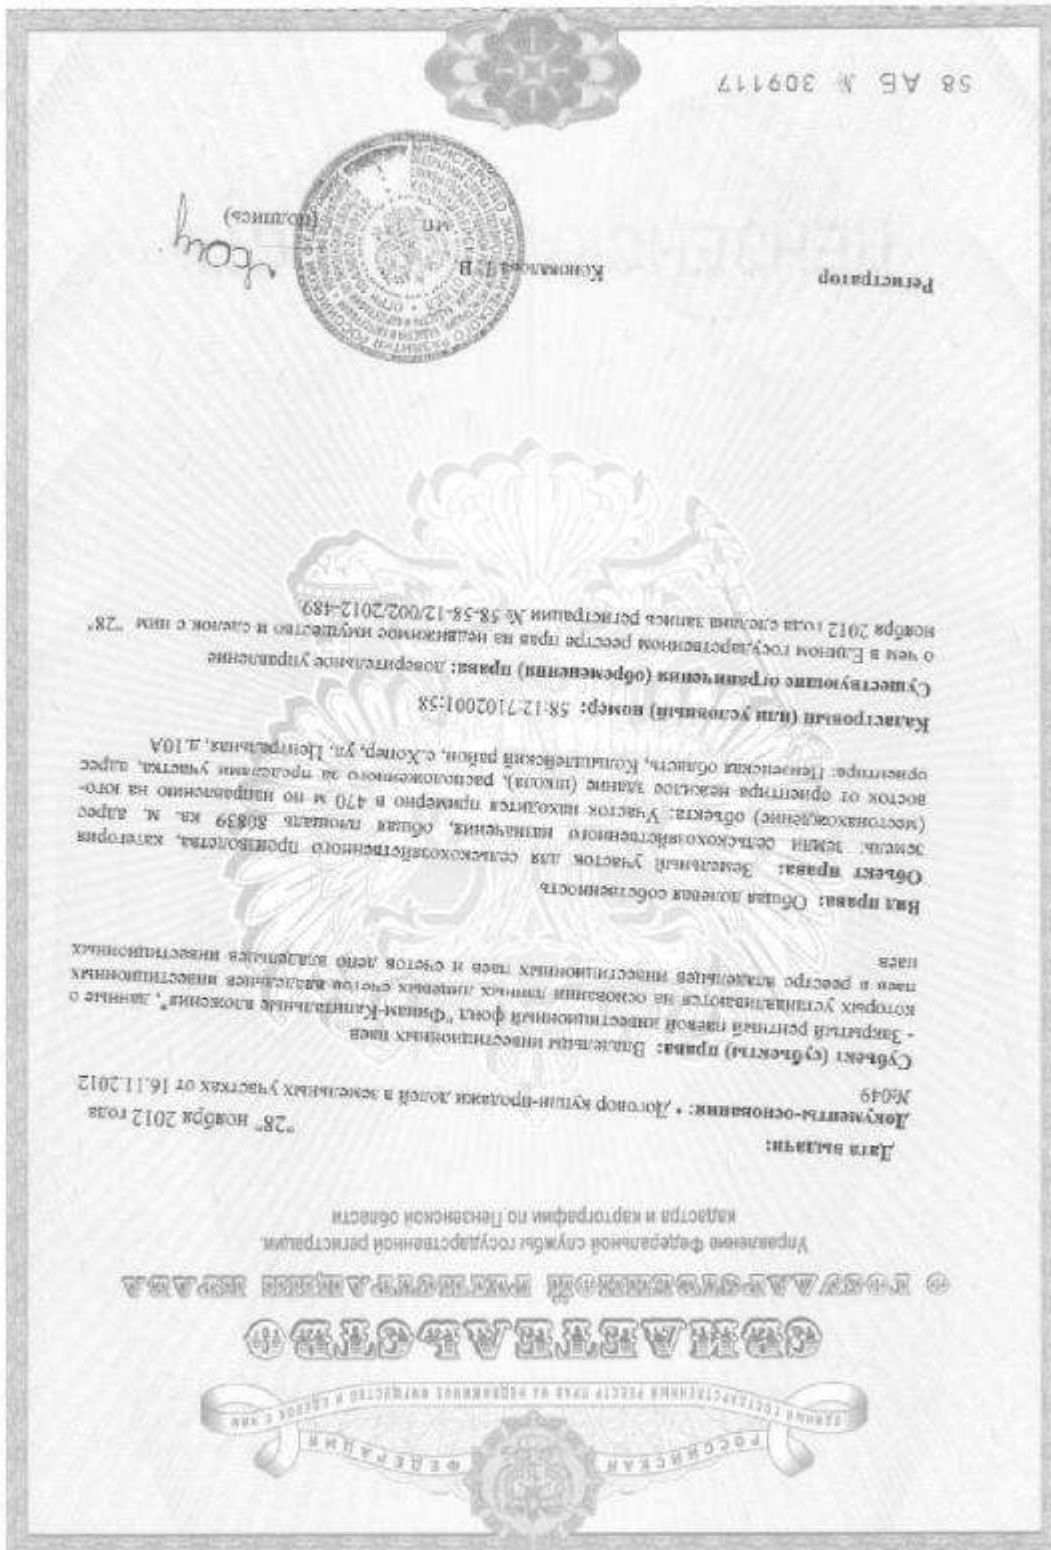 РОССИЙСКАЯ ФЕДЕРАЦИЯ
ЕДИНЫЙ ГОСУДАРСТВЕННЫЙ РЕЕСТР ПРАВ НА НЕДВИЖИМОЕ ИМУЩЕСТВО И СДЕЛОК С НИМ
СВИДЕТЕЛЬСТВО
О ГОСУДАРСТВЕННОЙ РЕГИСТРАЦИИ ПРАВА
Управление Федеральной службы государственной регистрации,
кадастра и картографии по Пензенской области
Дата выдачи:
"28" ноября 2012 года
Документы-основания: • Договор купли-продажи долей в земельных участках от 16.11.2012
№049
Субъект (субъекты) права: Владельцы инвестиционных паев
- Закрытый рентный паевой инвестиционный фонд "Финам-Капитальные вложения", данные о
которых устанавливаются на основании данных лицевых счетов владельцев инвестиционных
паев в реестре владельцев инвестиционных паев и счетов депо владельцев инвестиционных
паев
Вид права: Общая долевая собственность
Объект права: Земельный участок для сельскохозяйственного производства, категория
земель: земли сельскохозяйственного назначения, общая площадь 80839 кв. м, адрес
(местонахождение) объекта: Участок находится примерно в 470 м по направлению на юго-
восток от ориентира нежилое здание (школа), расположенного за пределами участка, адрес
ориентира: Пензенская область, Колышлейский район, с.Хопер, ул. Центральная, д.10А
Кадастровый (или условный) номер: 58:12:7102001:58
Существующие ограничения (обременения) права: доверительное управление
о чем в Едином государственном реестре прав на недвижимое имущество и сделок с ним "28"
ноября 2012 года сделана запись регистрации № 58-58-12/002/2012-489
Регистратор
Коновалова Т. В
м.п.
(подпись)
58 АБ № 309117